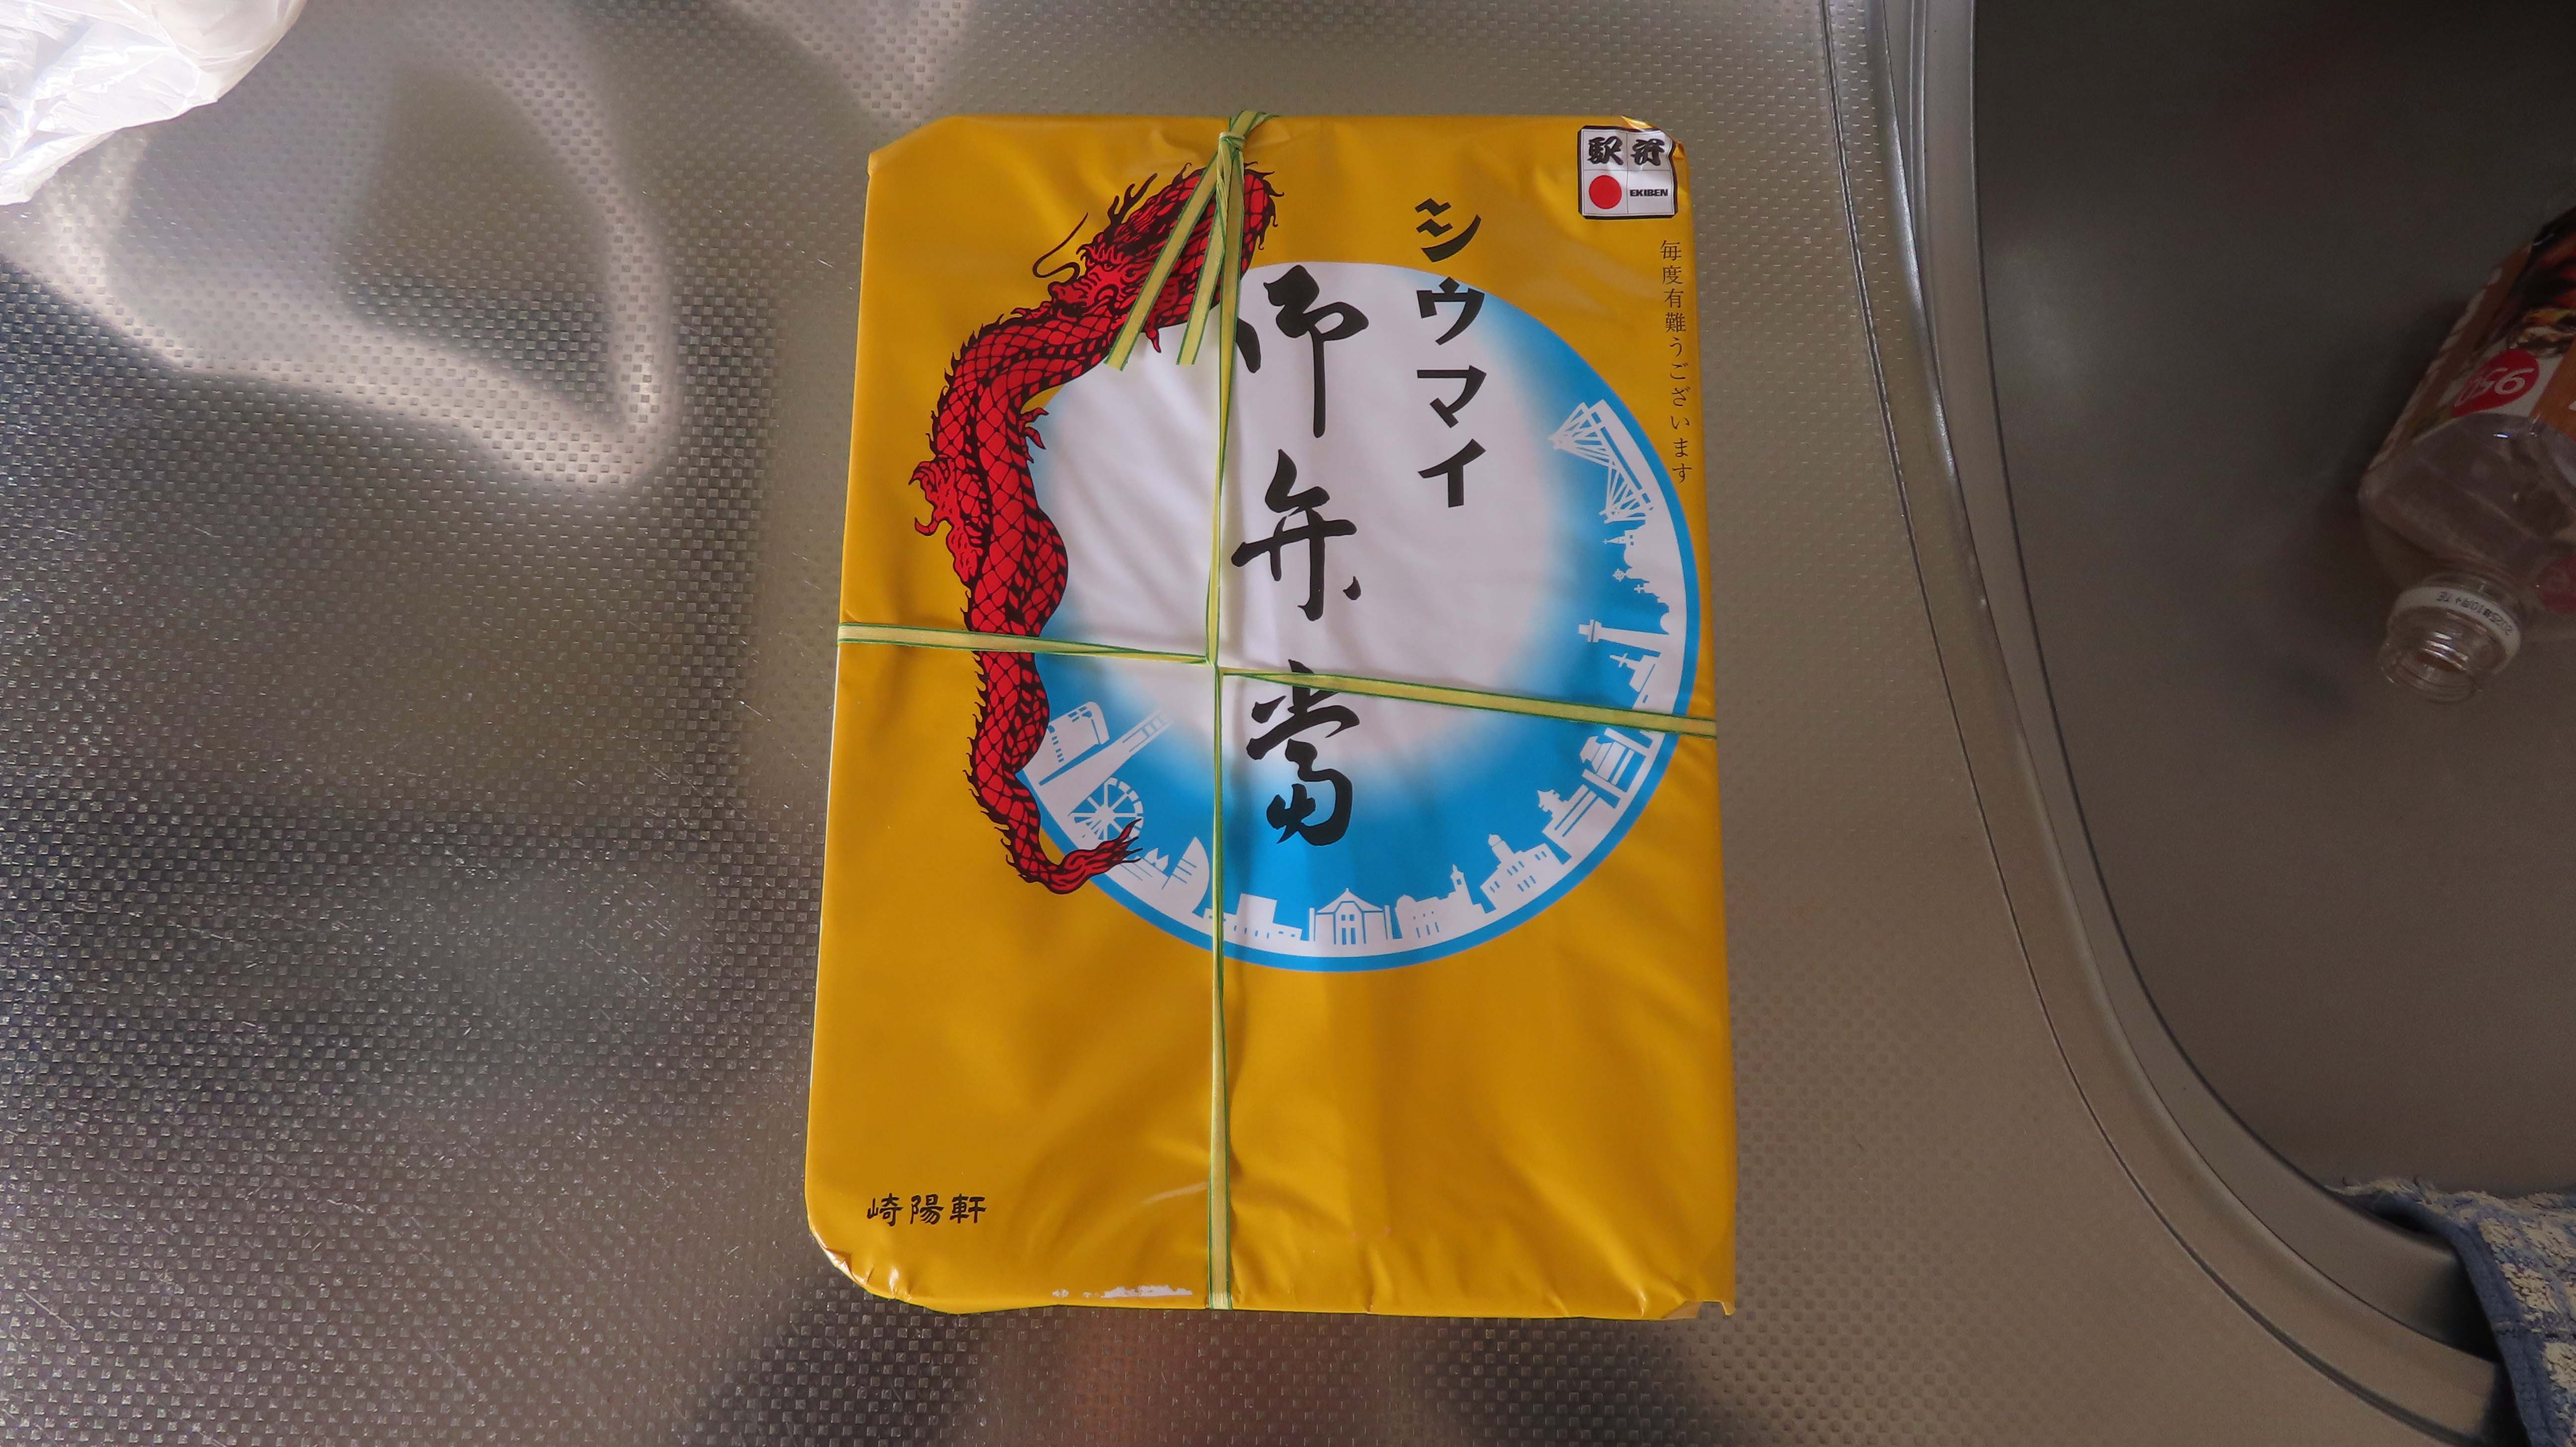 駅弁
EKIBEN
毎度有難うございます
シウマイ
御弁当
崎陽軒
950